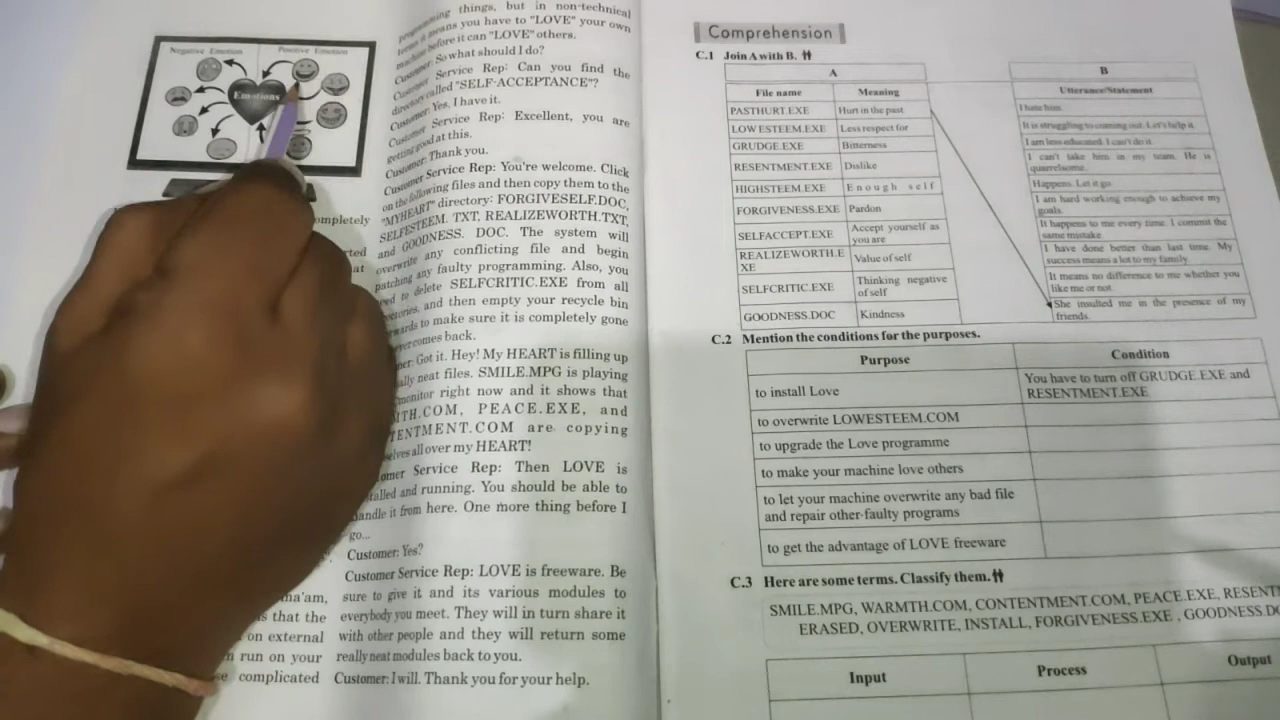 Negative Emotion
Positive Emotion
Emotions
programming things, but in non-technical
terms it means you have to "LOVE" your own
machine before it can "LOVE" others.
Customer: So what should I do?
Customer Service Rep: Can you find the
directory called "SELF-ACCEPTANCE"?
Customer: Yes, I have it.
Customer Service Rep: Excellent, you are
getting good at this.
Customer: Thank you.
Customer Service Rep: You're welcome. Click
on the following files and then copy them to the
"MYHEART" directory: FORGIVESELF.DOC,
SELFESTEEM. TXT, REALIZEWORTH.TXT,
and GOODNESS. DOC. The system will
overwrite any conflicting file and begin
patching any faulty programming. Also, you
to delete SELFCRITIC.EXE from all
and then empty your recycle bin
to make sure it is completely gone
comes back.
Got it. Hey! My HEART is filling up
neat files. SMILE.MPG is playing
monitor right now and it shows that
PEACE.EXE, and
are copying
all over my HEART!
Service Rep: Then LOVE is
and running. You should be able to
handle it from here. One more thing before I
go...
Customer: Yes?
Customer Service Rep: LOVE is freeware. Be
sure to give it and its various modules to
everybody you meet. They will in turn share it
with other people and they will return some
really neat modules back to you.
Customer: I will. Thank you for your help.
ma'am,
that the
on external
run on your
complicated
Comprehension
C.1 Join A with B.
A
B
File name Meaning
Utterance/Statement
PASTHURT.EXE Hurt in the past
I hate him.
LOW ESTEEM.EXE Less respect for
It is struggling to coming out. Let's help it.
GRUDGE.EXE Bitterness
I am less educated. I can't do it.
RESENTMENT.EXE Dislike
I can't take him in my team. He is
quarrelsome.
HIGHSTEEM.EXE Enough self
Happens. Let it go.
FORGIVENESS.EXE Pardon
I am hard working enough to achieve my
goals.
SELFACCEPT.EXE Accept yourself as
you are
It happens to me every time. I commit the
same mistake.
REALIZEWORTH.E
XE Value of self
I have done better than last time. My
success means a lot to my family.
SELFCRITIC.EXE Thinking negative
of self
It means no difference to me whether you
like me or not.
GOODNESS.DOC Kindness
She insulted me in the presence of my
friends.
C.2 Mention the conditions for the purposes.
Purpose Condition
to install Love You have to turn off GRUDGE.EXE and
RESENTMENT.EXE
to overwrite LOWESTEEM.COM
to upgrade the Love programme
to make your machine love others
to let your machine overwrite any bad file
and repair other-faulty programs
to get the advantage of LOVE freeware
C.3 Here are some terms. Classify them.
SMILE.MPG, WARMTH.COM, CONTENTMENT.COM, PEACE.EXE,
ERASED, OVERWRITE, INSTALL, FORGIVENESS.EXE ,
Input Process Output